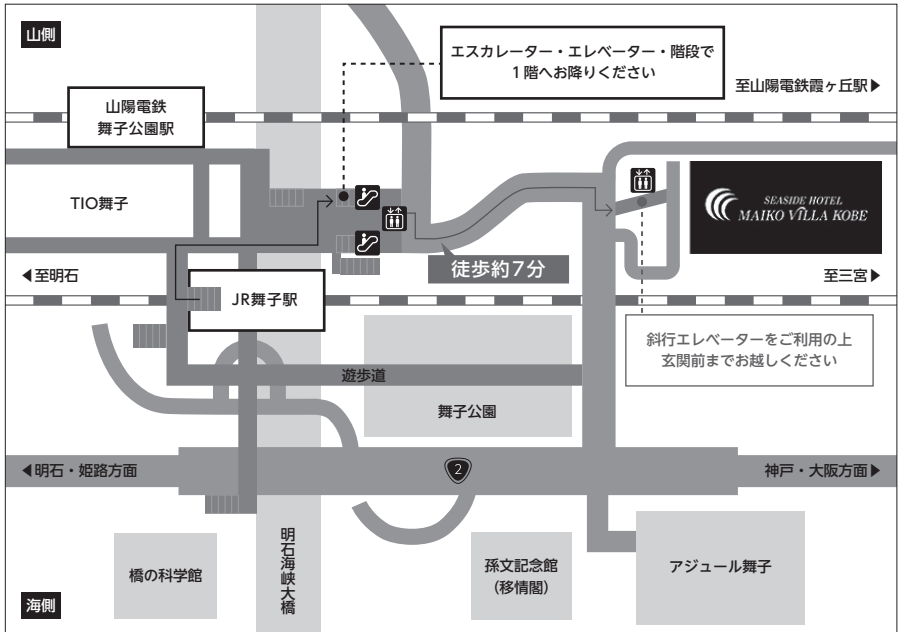 山側
エスカレーター・エレベーター・階段で
1階へお降りください
至山陽電鉄霞ヶ丘駅▶
山陽電鉄
舞子公園駅
TIO舞子
SEASIDE HOTEL
MAIKO VILLA KOBE
◀至明石
徒歩約7分
至三宮▶
JR舞子駅
斜行エレベーターをご利用の上
玄関前までお越しください
遊歩道
舞子公園
◀明石・姫路方面
2
神戸・大阪方面▶
明石海峡大橋
橋の科学館
孫文記念館
（移情閣）
アジュール舞子
海側